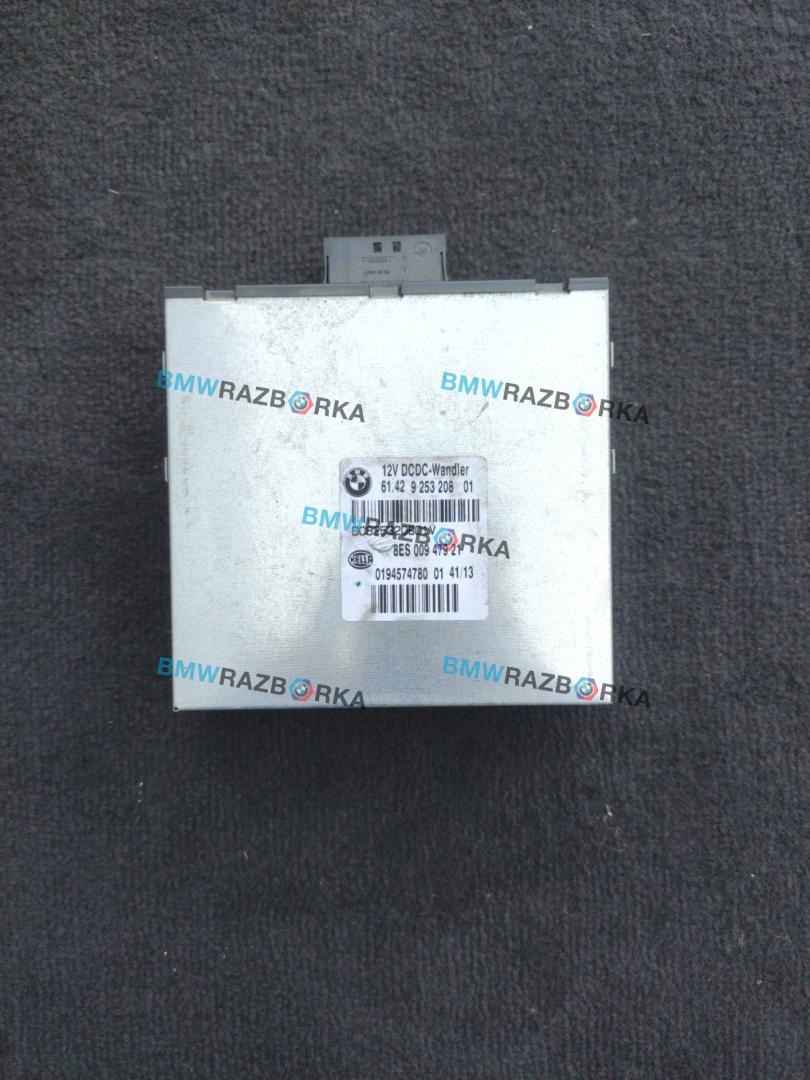 BMWRAZBORKA
BMWRAZBORKA
12V DCDC-Wandler
61.42 9 253 208 01
BMWRAZBORKA
8ES 009 479 21
HELLA
0194574780 01 41/13
BMWRAZBORKA
BMWRAZBORKA